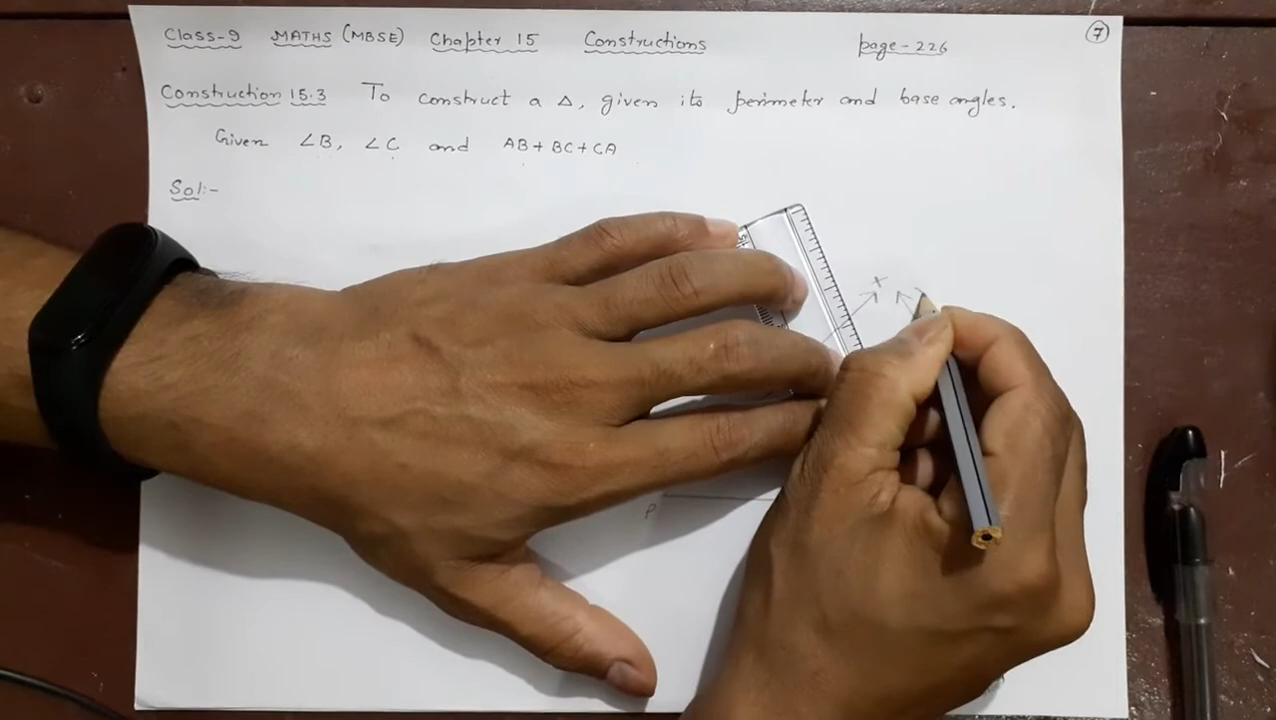 Class-9 MATHS (MBSE) Chapter 15 Constructions page-226 7
Construction 15.3 To construct a Δ, given its perimeter and base angles.
Given ∠B, ∠C and AB+BC+CA
Sol:-
x
P